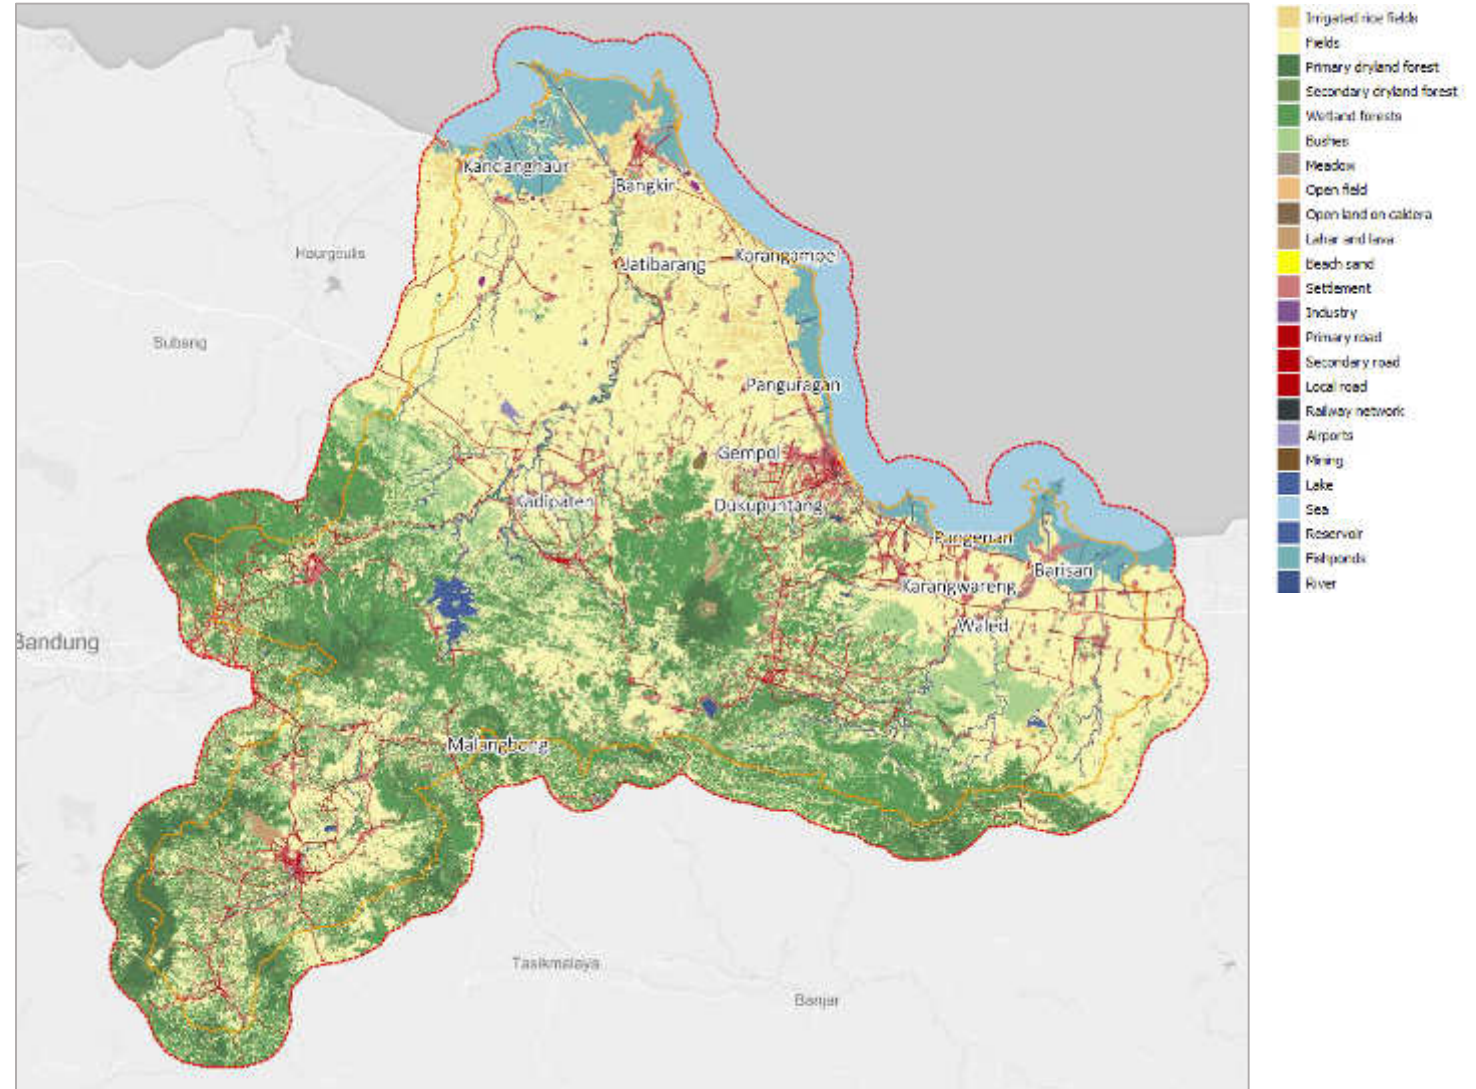 Kandanghaur
Bangkir
Haurgeulis
Jatibarang
Karangampel
Subang
Panguragan
Gempol
Kadipaten
Dukupuntang
Pangenan
Barisan
Karangwareng
Waled
Bandung
Malangbong
Tasikmalaya
Banjar
Irrigated rice fields
Fields
Primary dryland forest
Secondary dryland forest
Wetland forests
Bushes
Meadow
Open field
Open land on caldera
Lahar and lava
Beach sand
Settlement
Industry
Primary road
Secondary road
Local road
Railway network
Airports
Mining
Lake
Sea
Reservoir
Fishponds
River